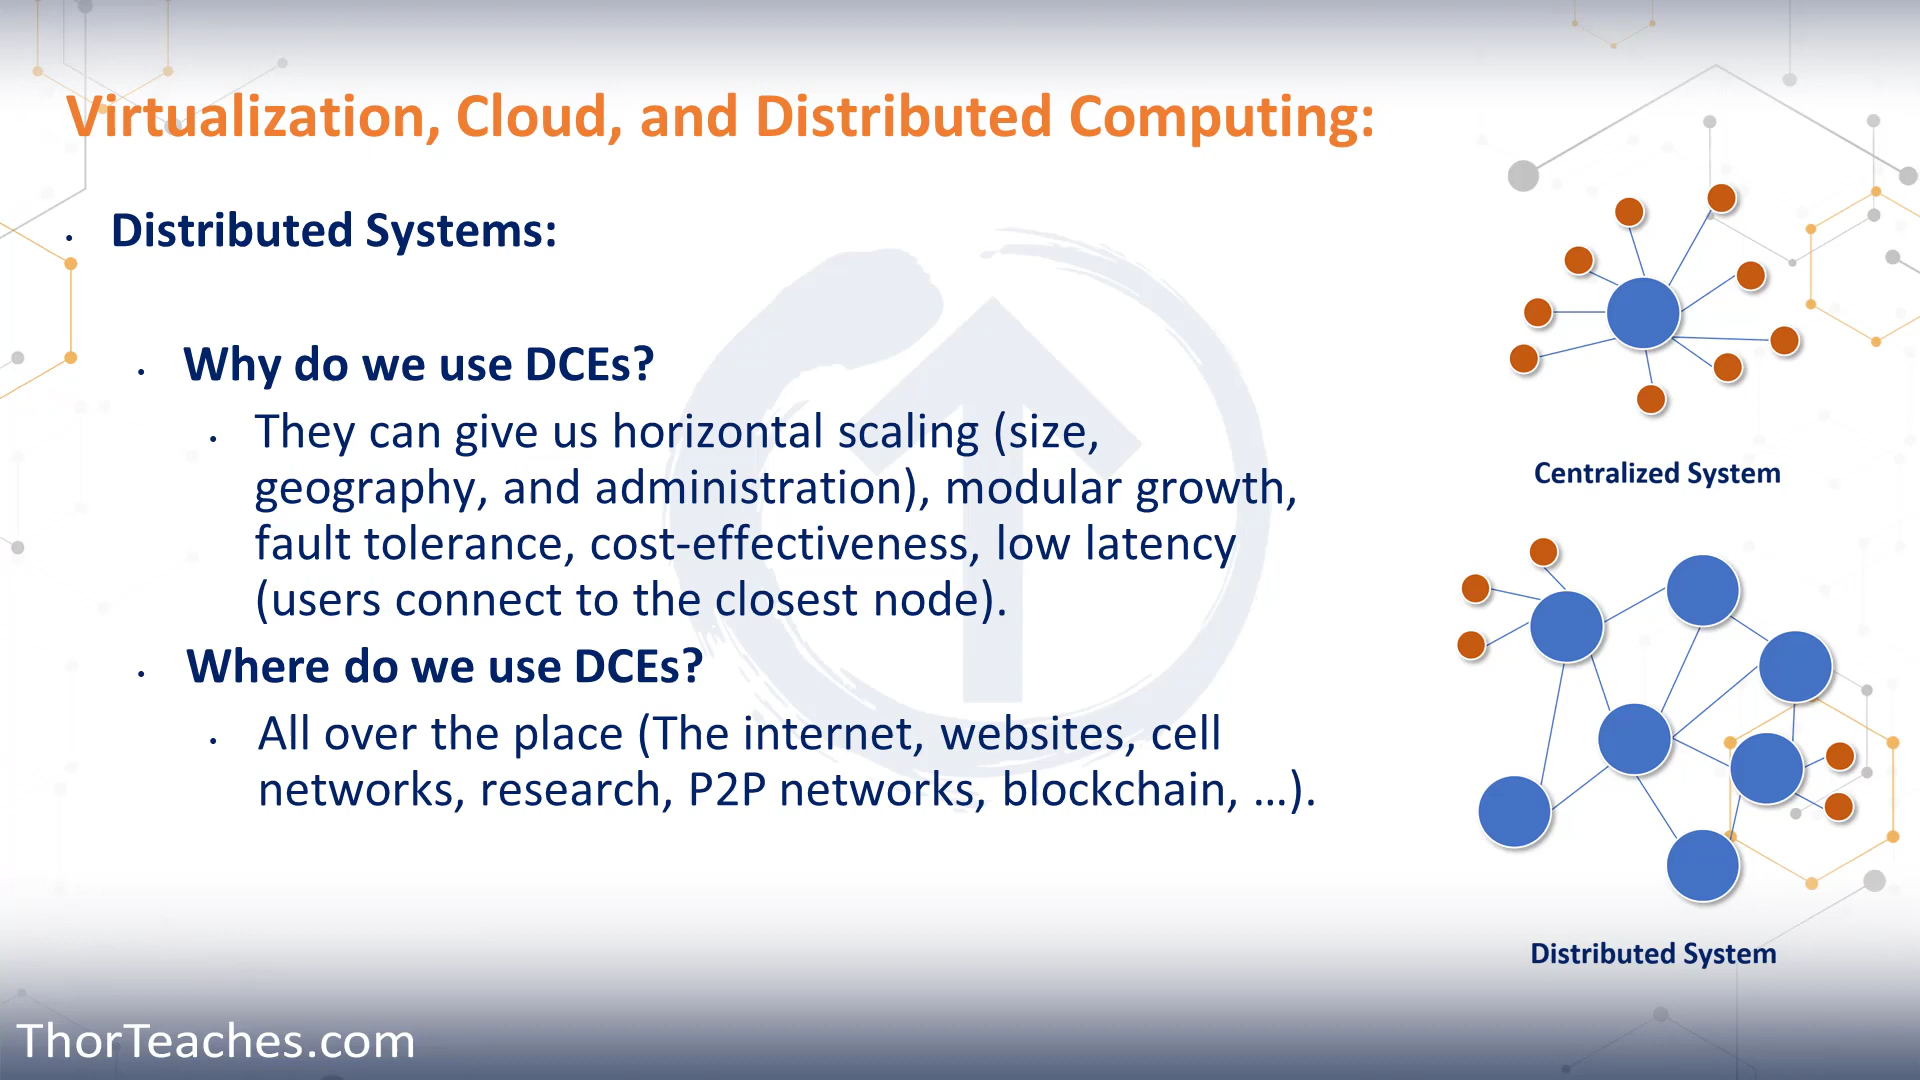 Virtualization, Cloud, and Distributed Computing:
• Distributed Systems:
• Why do we use DCEs?
• They can give us horizontal scaling (size,
geography, and administration), modular growth,
fault tolerance, cost-effectiveness, low latency
(users connect to the closest node).
• Where do we use DCEs?
• All over the place (The internet, websites, cell
networks, research, P2P networks, blockchain, …).
Centralized System
Distributed System
ThorTeaches.com